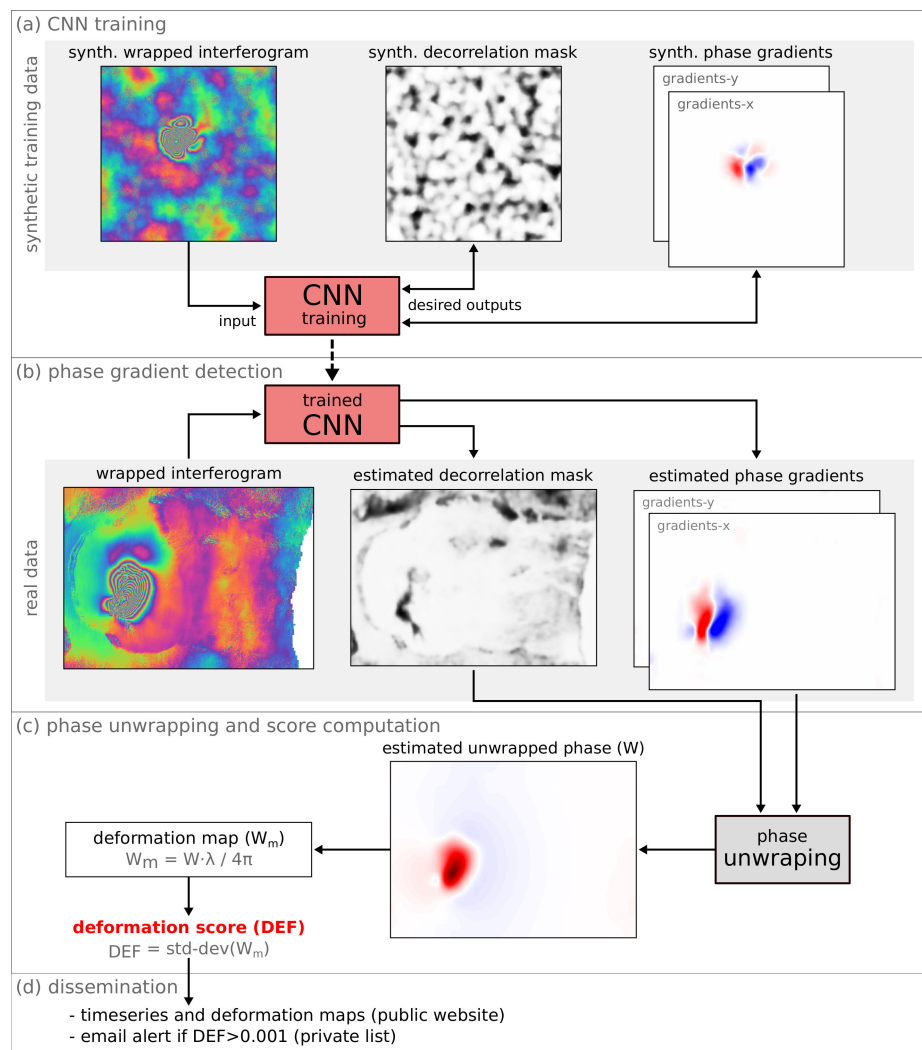 (a) CNN training
synthetic training data
synth. wrapped interferogram
synth. decorrelation mask
synth. phase gradients
gradients-y
gradients-x
CNN
training
input
desired outputs
(b) phase gradient detection
trained
CNN
real data
wrapped interferogram
estimated decorrelation mask
estimated phase gradients
gradients-y
gradients-x
(c) phase unwrapping and score computation
estimated unwrapped phase (W)
phase
unwraping
deformation map (Wₘ)
Wₘ = W·λ / 4π
deformation score (DEF)
DEF = std-dev(Wₘ)
(d) dissemination
- timeseries and deformation maps (public website)
- email alert if DEF>0.001 (private list)